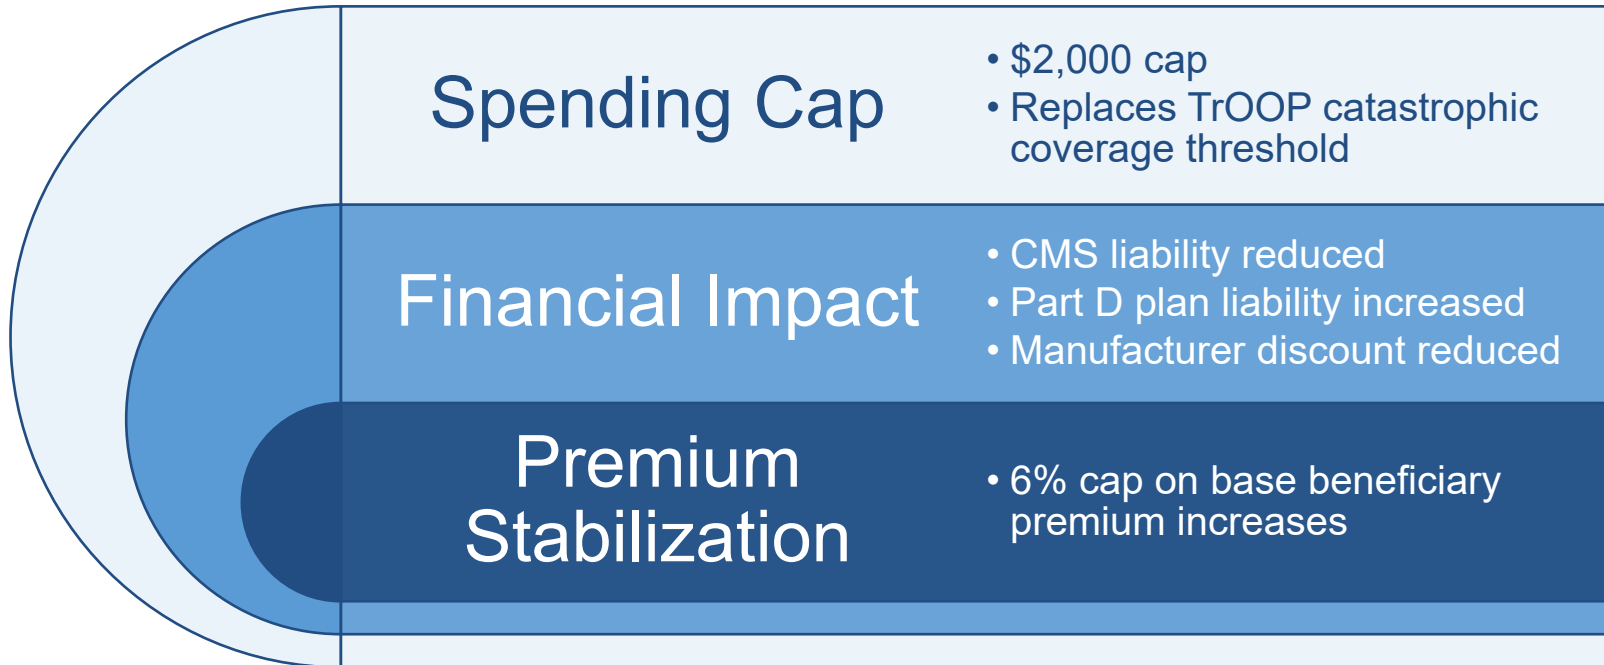 Spending Cap
• $2,000 cap
• Replaces TrOOP catastrophic
coverage threshold
Financial Impact
• CMS liability reduced
• Part D plan liability increased
• Manufacturer discount reduced
Premium
Stabilization
• 6% cap on base beneficiary
premium increases